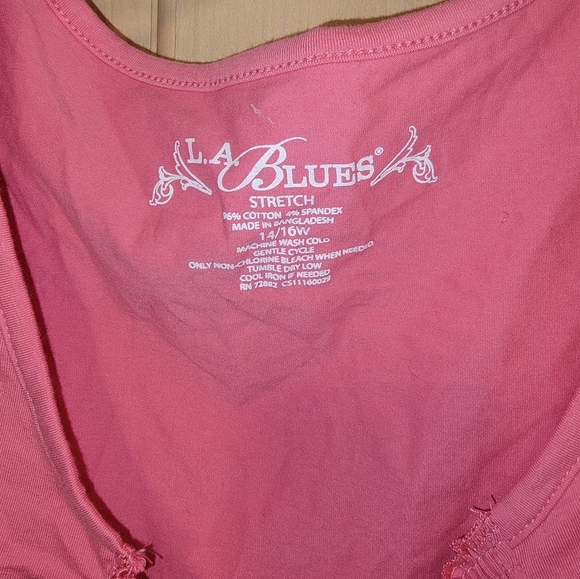 L.A. BLUES®
STRETCH
96% COTTON 4% SPANDEX
MADE IN BANGLADESH
14/16W
MACHINE WASH COLD
GENTLE CYCLE
ONLY NON-CHLORINE BLEACH WHEN NEEDED
TUMBLE DRY LOW
COOL IRON IF NEEDED
RN 72882 CS11160029